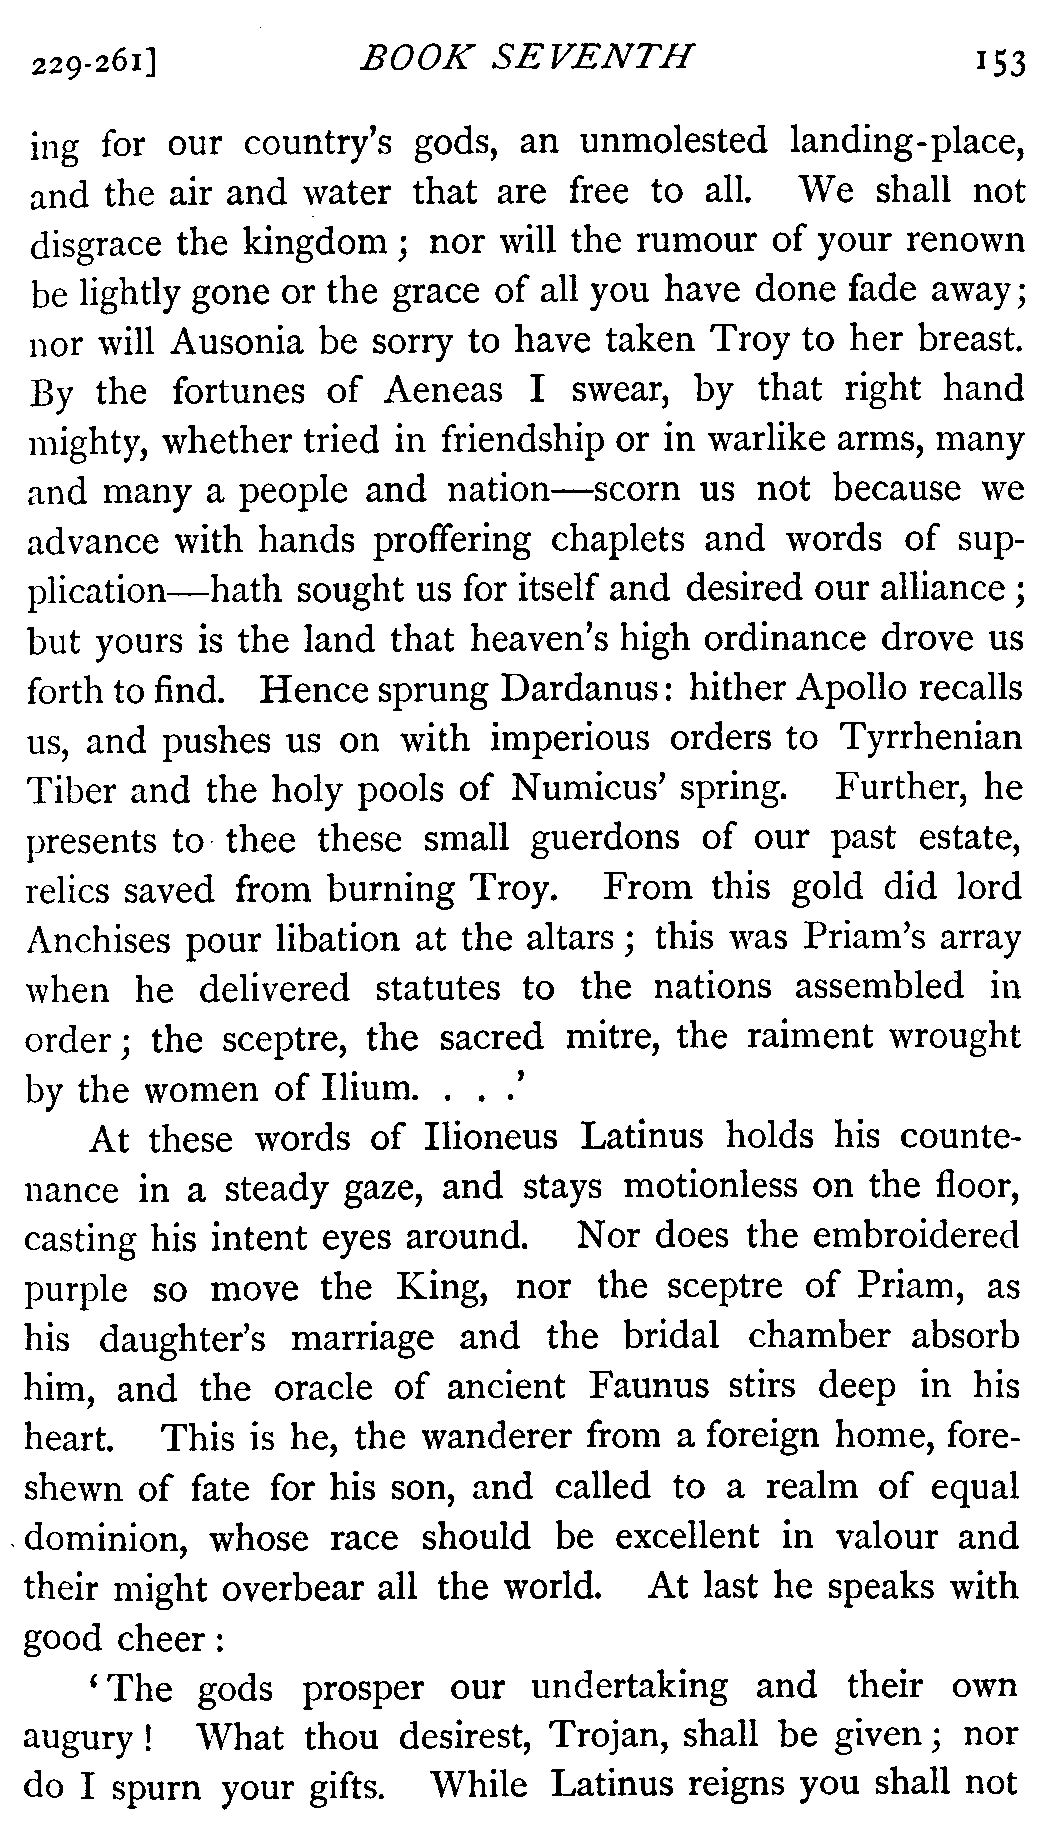 229-261] BOOK SEVENTH 153
ing for our country's gods, an unmolested landing-place,
and the air and water that are free to all. We shall not
disgrace the kingdom ; nor will the rumour of your renown
be lightly gone or the grace of all you have done fade away;
nor will Ausonia be sorry to have taken Troy to her breast.
By the fortunes of Aeneas I swear, by that right hand
mighty, whether tried in friendship or in warlike arms, many
and many a people and nation—scorn us not because we
advance with hands proffering chaplets and words of sup-
plication—hath sought us for itself and desired our alliance ;
but yours is the land that heaven's high ordinance drove us
forth to find. Hence sprung Dardanus: hither Apollo recalls
us, and pushes us on with imperious orders to Tyrrhenian
Tiber and the holy pools of Numicus' spring. Further, he
presents to thee these small guerdons of our past estate,
relics saved from burning Troy. From this gold did lord
Anchises pour libation at the altars ; this was Priam's array
when he delivered statutes to the nations assembled in
order ; the sceptre, the sacred mitre, the raiment wrought
by the women of Ilium. . . .'
At these words of Ilioneus Latinus holds his counte-
nance in a steady gaze, and stays motionless on the floor,
casting his intent eyes around. Nor does the embroidered
purple so move the King, nor the sceptre of Priam, as
his daughter's marriage and the bridal chamber absorb
him, and the oracle of ancient Faunus stirs deep in his
heart. This is he, the wanderer from a foreign home, fore-
shewn of fate for his son, and called to a realm of equal
dominion, whose race should be excellent in valour and
their might overbear all the world. At last he speaks with
good cheer :
'The gods prosper our undertaking and their own
augury ! What thou desirest, Trojan, shall be given ; nor
do I spurn your gifts. While Latinus reigns you shall not